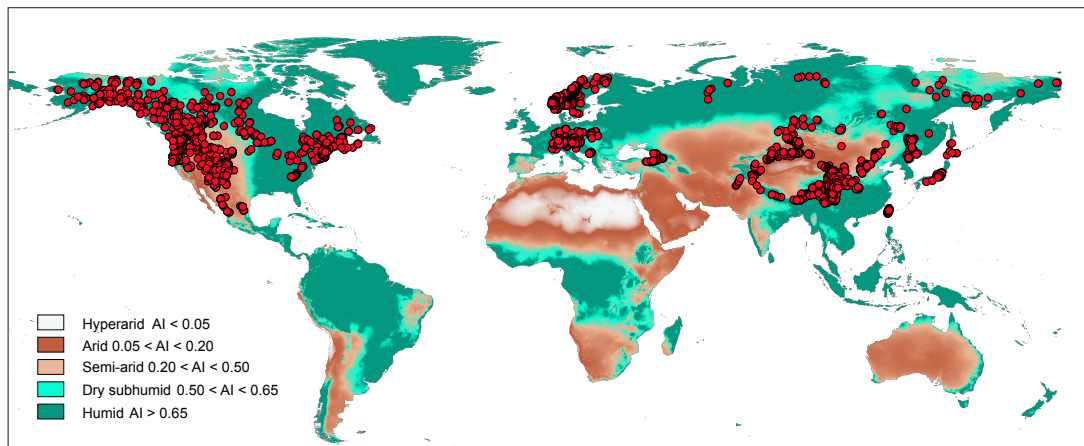 Hyperarid AI < 0.05
Arid 0.05 < AI < 0.20
Semi-arid 0.20 < AI < 0.50
Dry subhumid 0.50 < AI < 0.65
Humid AI > 0.65